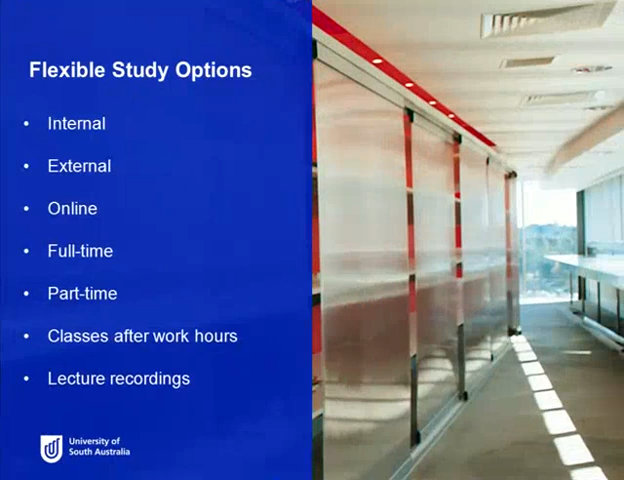 Flexible Study Options
• Internal
• External
• Online
• Full-time
• Part-time
• Classes after work hours
• Lecture recordings
University of
South Australia